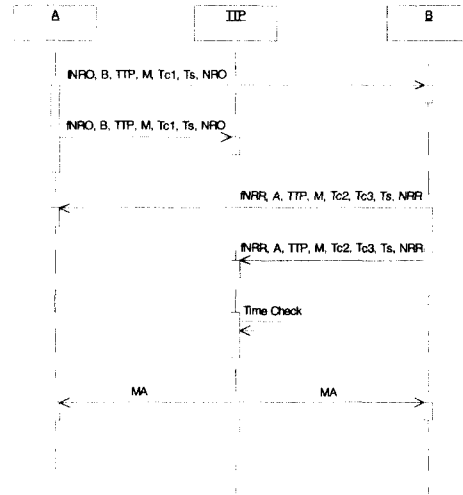 A TTP B
fNRO, B, TTP, M, Tc1, Ts, NRO
fNRO, B, TTP, M, Tc1, Ts, NRO
fNRR, A, TTP, M, Tc2, Tc3, Ts, NRR
fNRR, A, TTP, M, Tc2, Tc3, Ts, NRR
Time Check
MA MA